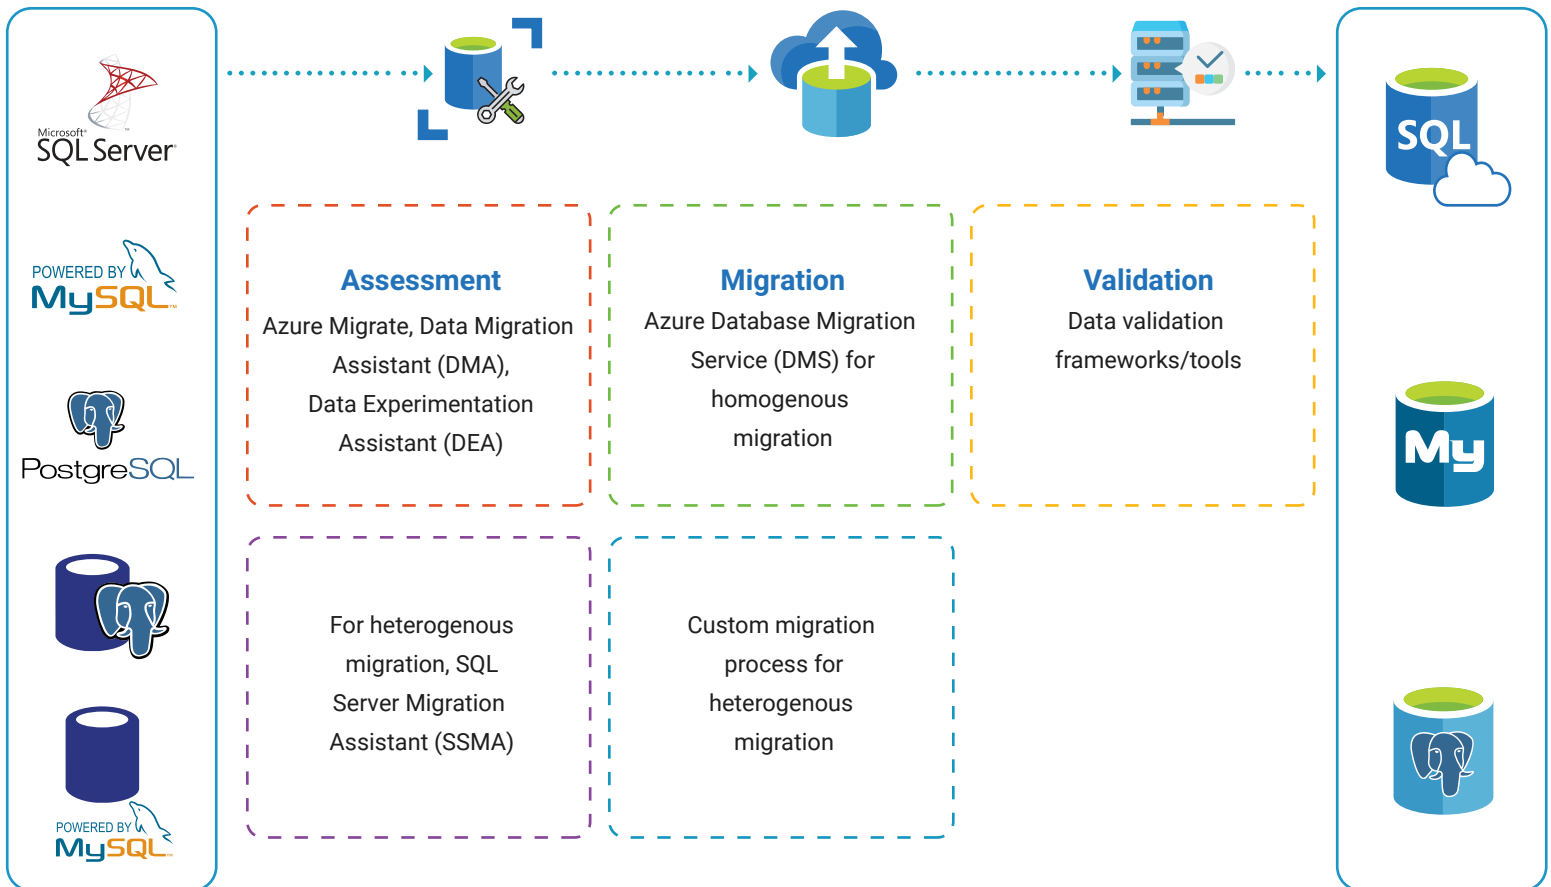 Microsoft®
SQL Server®
POWERED BY
MySQL™
PostgreSQL
POWERED BY
MySQL™
Assessment
Azure Migrate, Data Migration
Assistant (DMA),
Data Experimentation
Assistant (DEA)
For heterogenous
migration, SQL
Server Migration
Assistant (SSMA)
Migration
Azure Database Migration
Service (DMS) for
homogenous
migration
Custom migration
process for
heterogenous
migration
Validation
Data validation
frameworks/tools
SQL
My